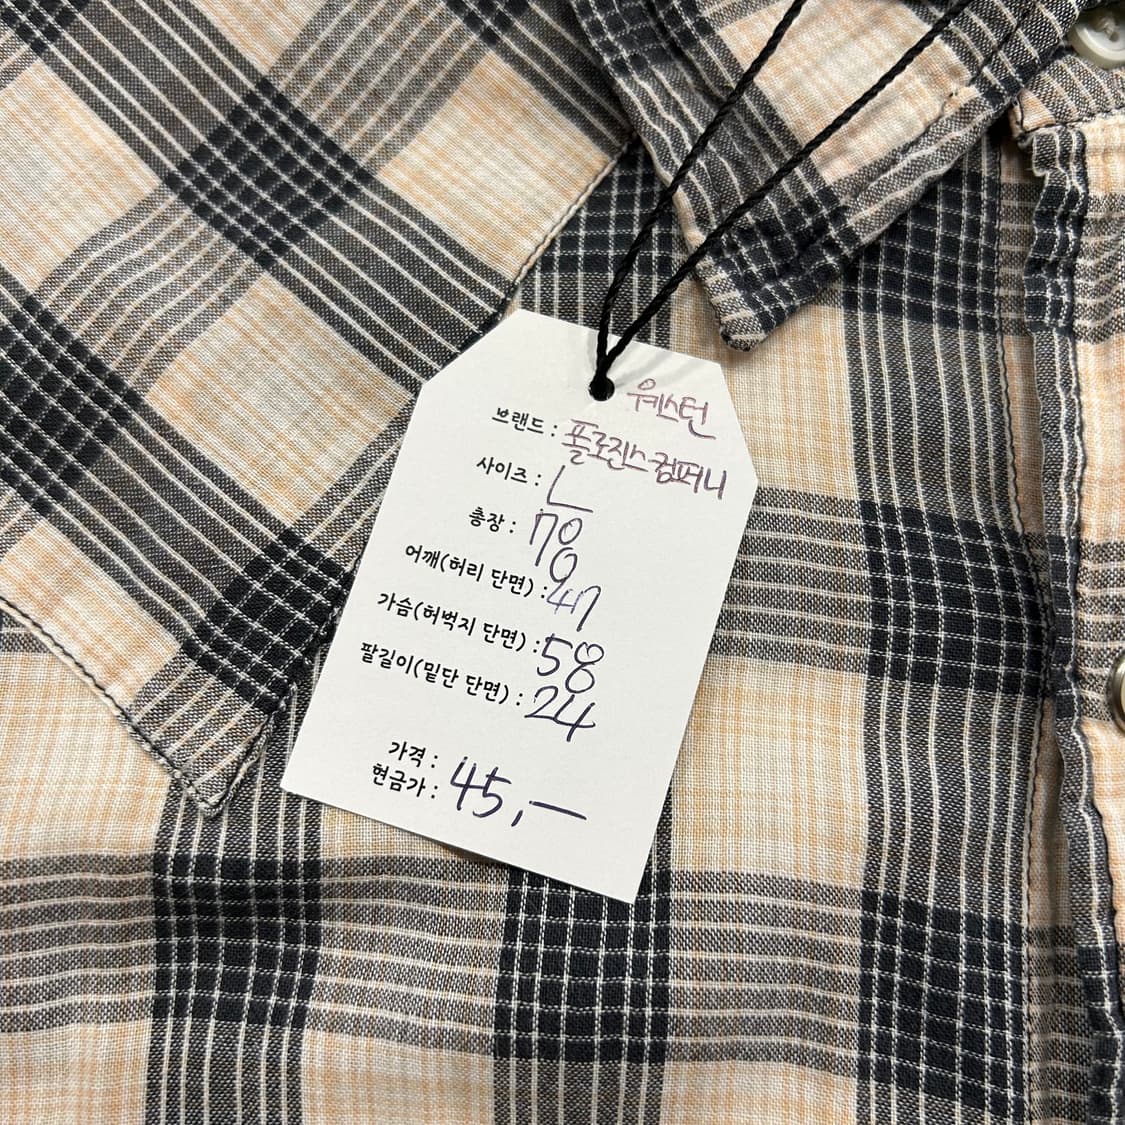 웨스턴
브랜드 : 폴로진스컴퍼니
사이즈 : L
총장 : 78
어깨(허리 단면) : 47
가슴(허벅지 단면) : 58
팔길이(밑단 단면) : 24
가격 :
현금가 : 45,-